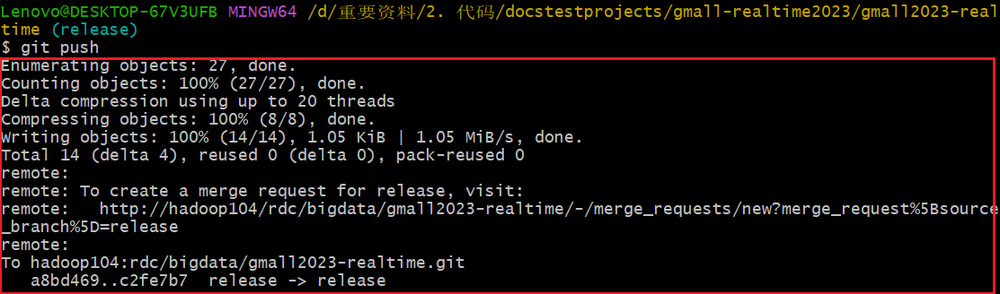 Lenovo@DESKTOP-67V3UFB MINGW64 /d/重要资料/2. 代码/docstestprojects/gmall-realtime2023/gmall2023-real
time (release)
$ git push
Enumerating objects: 27, done.
Counting objects: 100% (27/27), done.
Delta compression using up to 20 threads
Compressing objects: 100% (8/8), done.
Writing objects: 100% (14/14), 1.05 KiB | 1.05 MiB/s, done.
Total 14 (delta 4), reused 0 (delta 0), pack-reused 0
remote:
remote: To create a merge request for release, visit:
remote:   http://hadoop104/rdc/bigdata/gmall2023-realtime/-/merge_requests/new?merge_request%5Bsource
_branch%5D=release
remote:
To hadoop104:rdc/bigdata/gmall2023-realtime.git
   a8bd469..c2fe7b7  release -> release